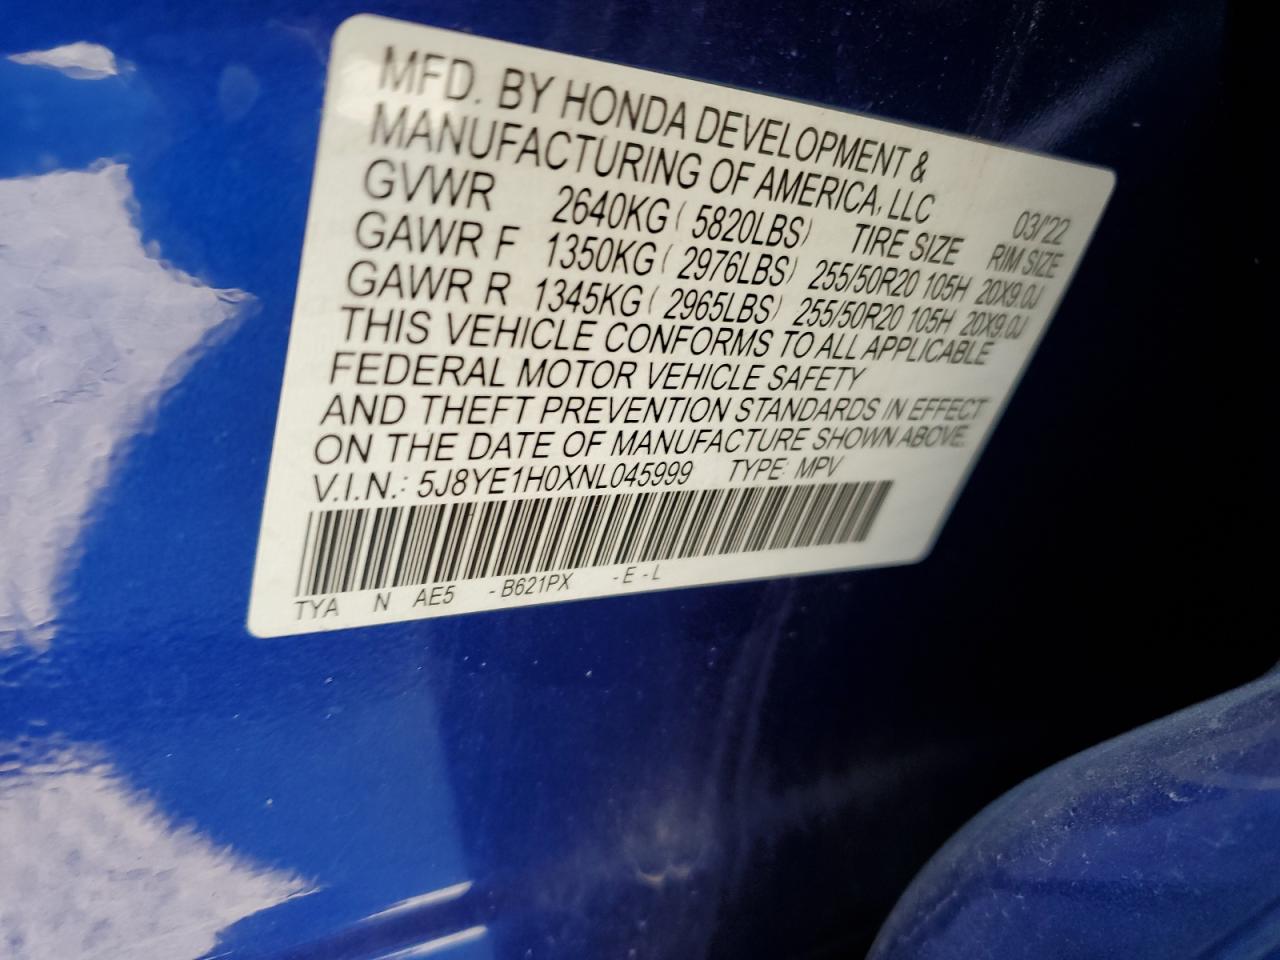 MFD. BY HONDA DEVELOPMENT &
MANUFACTURING OF AMERICA, LLC 03/'22
GVWR 2640KG ( 5820LBS) TIRE SIZE RIM SIZE
GAWR F 1350KG ( 2976LBS) 255/50R20 105H 20X9.0J
GAWR R 1345KG ( 2965LBS) 255/50R20 105H 20X9.0J
THIS VEHICLE CONFORMS TO ALL APPLICABLE
FEDERAL MOTOR VEHICLE SAFETY
AND THEFT PREVENTION STANDARDS IN EFFECT
ON THE DATE OF MANUFACTURE SHOWN ABOVE.
V.I.N.: 5J8YE1H0XNL045999 TYPE: MPV
TYA N AE5 -B621PX -E-L